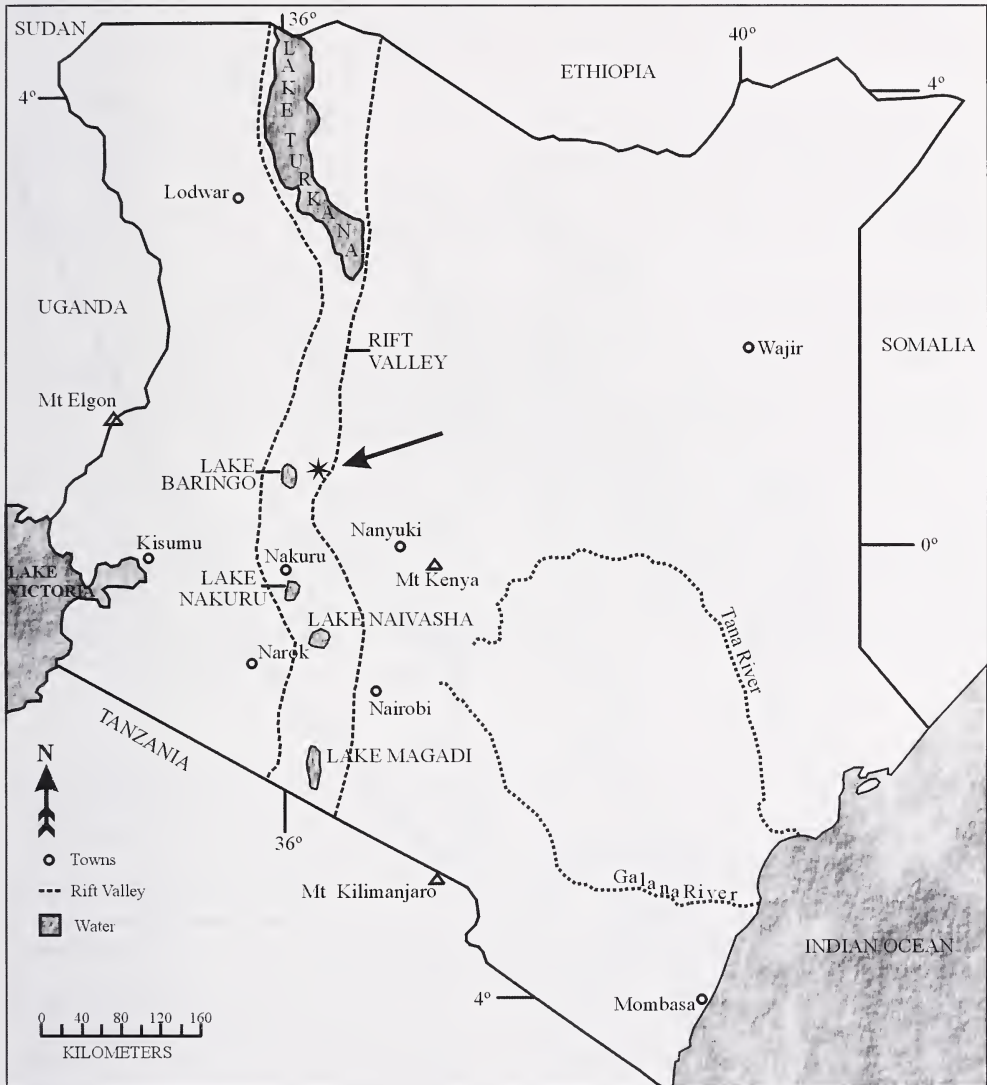 SUDAN
36°
40°
ETHIOPIA
4°
4°
LAKE TURKANA
Lodwar
UGANDA
RIFT
VALLEY
Wajir
SOMALIA
Mt Elgon
LAKE
BARINGO
Nanyuki
Kisumu
Nakuru
0°
LAKE
VICTORIA
LAKE
NAKURU
Mt Kenya
LAKE NAIVASHA
Tana River
Narok
Nairobi
TANZANIA
LAKE MAGADI
N
36°
Towns
Rift Valley
Water
Mt Kilimanjaro
Galana River
INDIAN OCEAN
4°
Mombasa
0 40 80 120 160
KILOMETERS